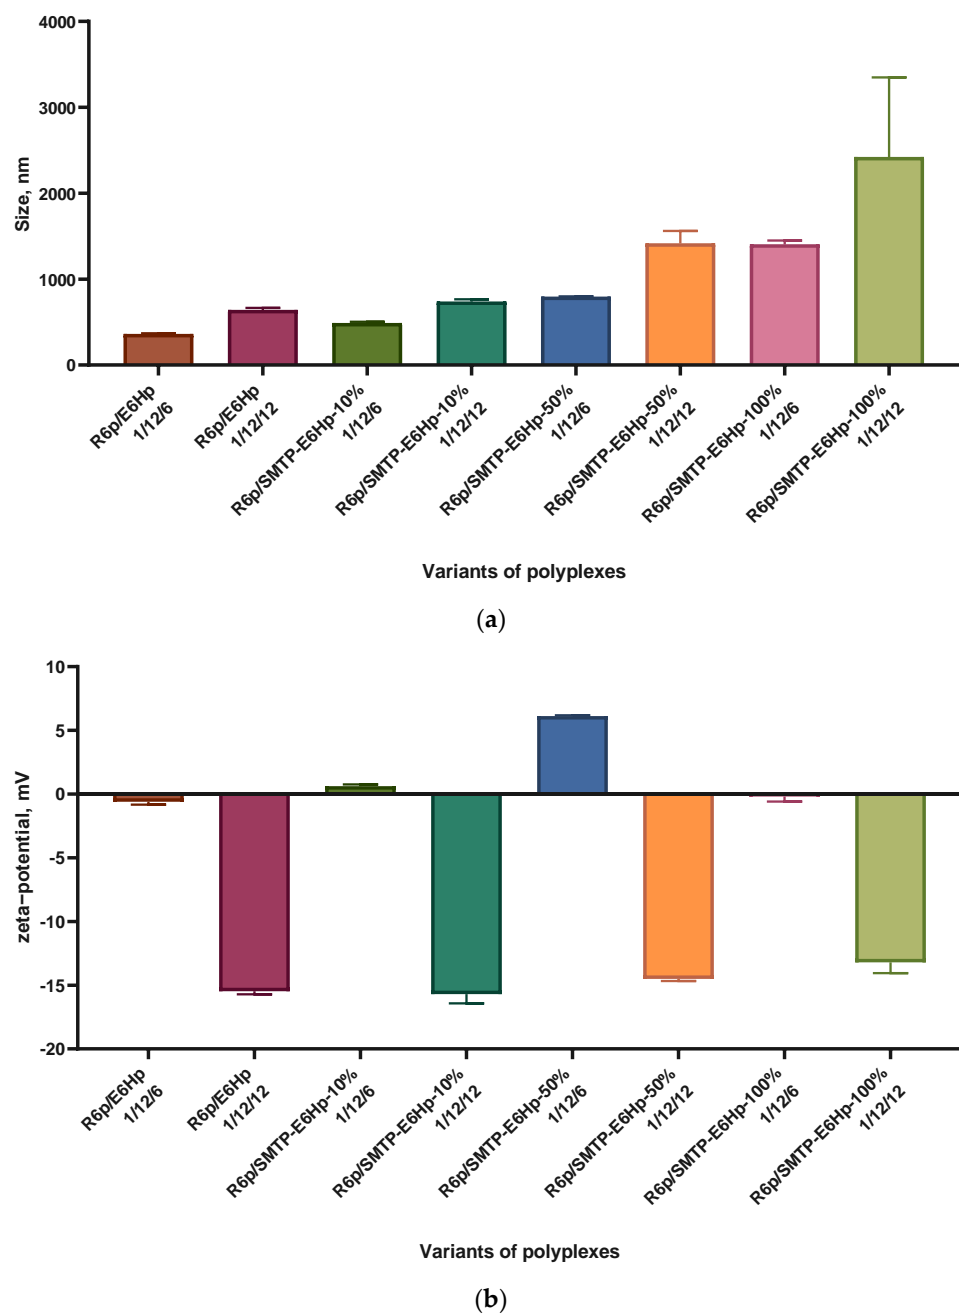 4000
3000
2000
1000
0
Size, nm
R6p/E6Hp
1/12/6
R6p/E6Hp
1/12/12
R6p/SMTP-E6Hp-10%
1/12/6
R6p/SMTP-E6Hp-10%
1/12/12
R6p/SMTP-E6Hp-50%
1/12/6
R6p/SMTP-E6Hp-50%
1/12/12
R6p/SMTP-E6Hp-100%
1/12/6
R6p/SMTP-E6Hp-100%
1/12/12
Variants of polyplexes
(a)
10
5
0
-5
-10
-15
-20
zeta−potential, mV
R6p/E6Hp
1/12/6
R6p/E6Hp
1/12/12
R6p/SMTP-E6Hp-10%
1/12/6
R6p/SMTP-E6Hp-10%
1/12/12
R6p/SMTP-E6Hp-50%
1/12/6
R6p/SMTP-E6Hp-50%
1/12/12
R6p/SMTP-E6Hp-100%
1/12/6
R6p/SMTP-E6Hp-100%
1/12/12
Variants of polyplexes
(b)